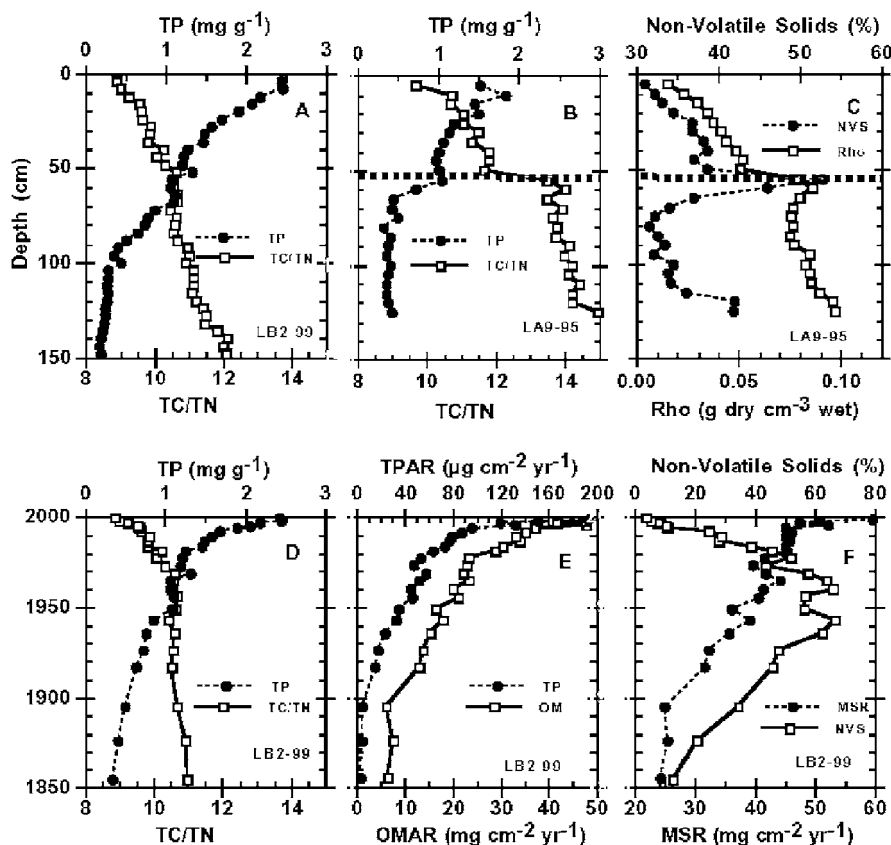 TP (mg g⁻¹)
0 1 2 3
TP (mg g⁻¹)
0 1 2 3
Non-Volatile Solids (%)
30 40 50 60
Depth (cm)
0
50
100
150
A
TP
TC/TN
LB2-99
8 10 12 14
TC/TN
B
TP
TC/TN
LA9-95
8 10 12 14
TC/TN
C
NVS
Rho
LA9-95
0.00 0.05 0.10
Rho (g dry cm⁻³ wet)
TP (mg g⁻¹)
0 1 2 3
TPAR (µg cm⁻² yr⁻¹)
0 40 80 120 160 200
Non-Volatile Solids (%)
0 20 40 60 80
2000
1950
1900
1850
D
TP
TC/TN
LB2-99
8 10 12 14
TC/TN
E
TP
OM
LB2 99
0 10 20 30 40 50
OMAR (mg cm⁻² yr⁻¹)
F
MSR
NVS
LB2-99
20 30 40 50 60
MSR (mg cm⁻² yr⁻¹)